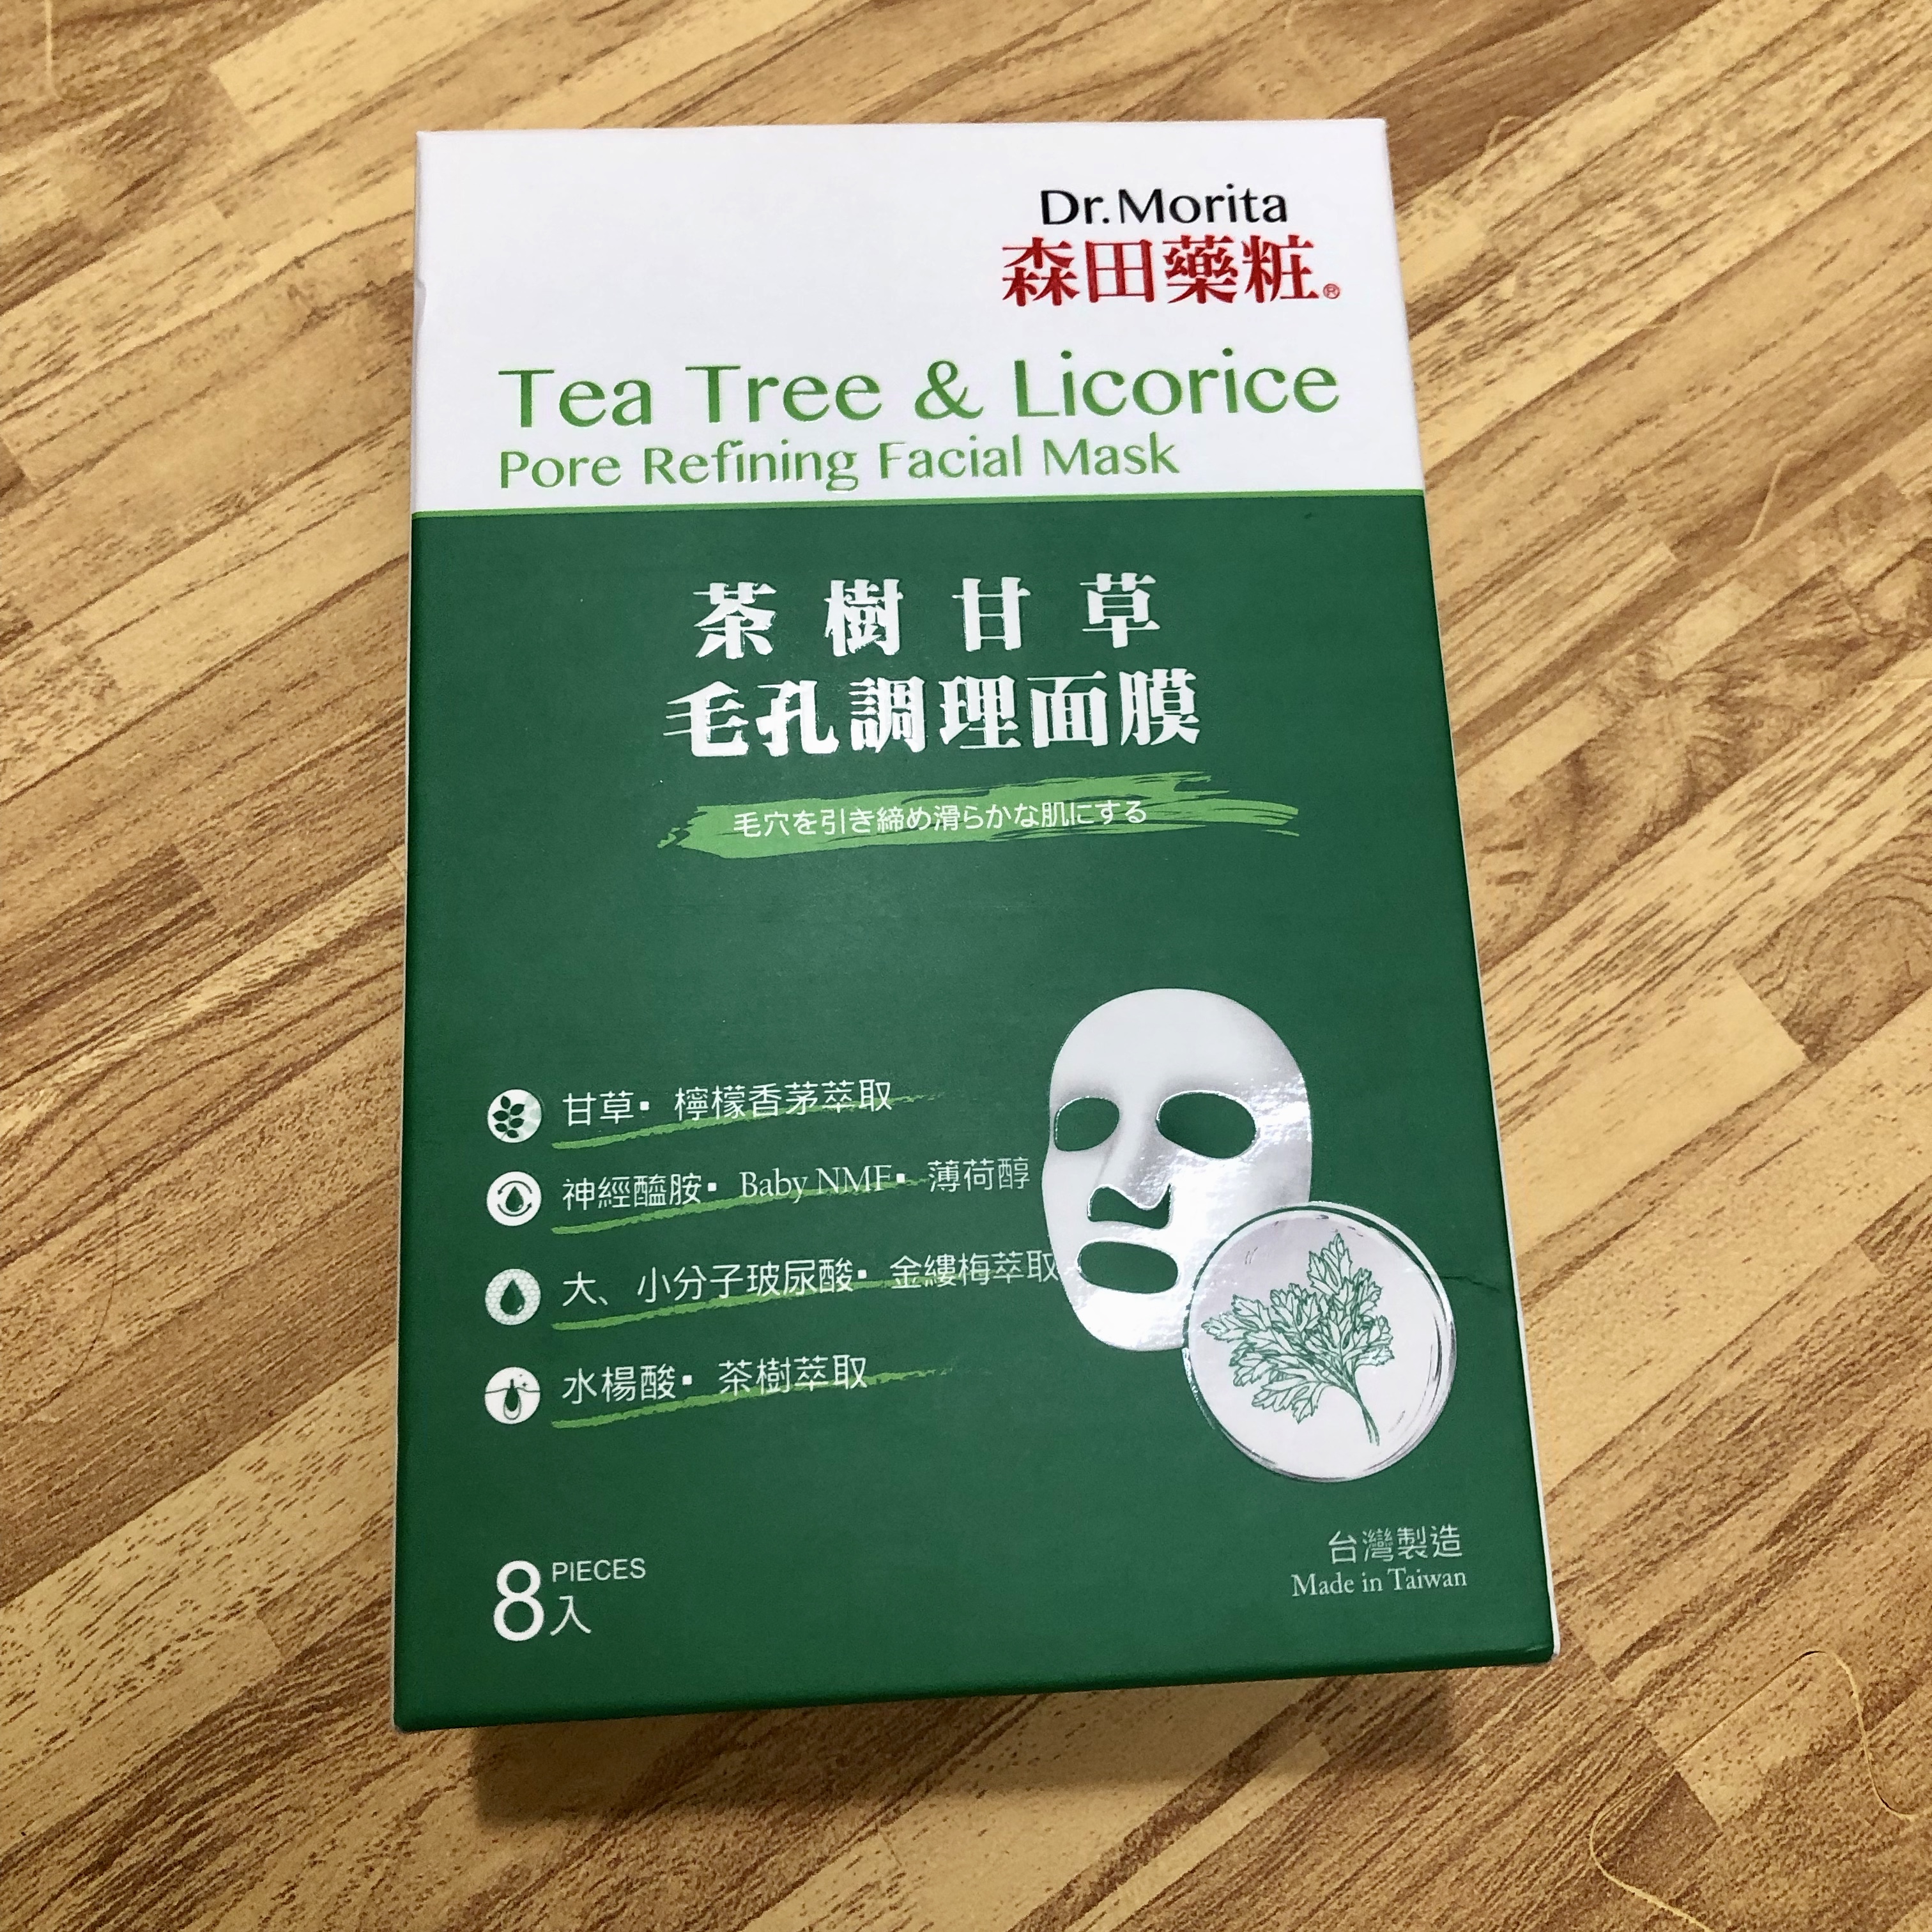 Dr.Morita
森田藥粧®
Tea Tree & Licorice
Pore Refining Facial Mask
茶樹甘草
毛孔調理面膜
毛穴を引き締め滑らかな肌にする
甘草▪ 檸檬香茅萃取
神經醯胺▪ Baby NMF▪ 薄荷醇
大、小分子玻尿酸▪ 金縷梅萃取
水楊酸▪ 茶樹萃取
8 PIECES
入
台灣製造
Made in Taiwan